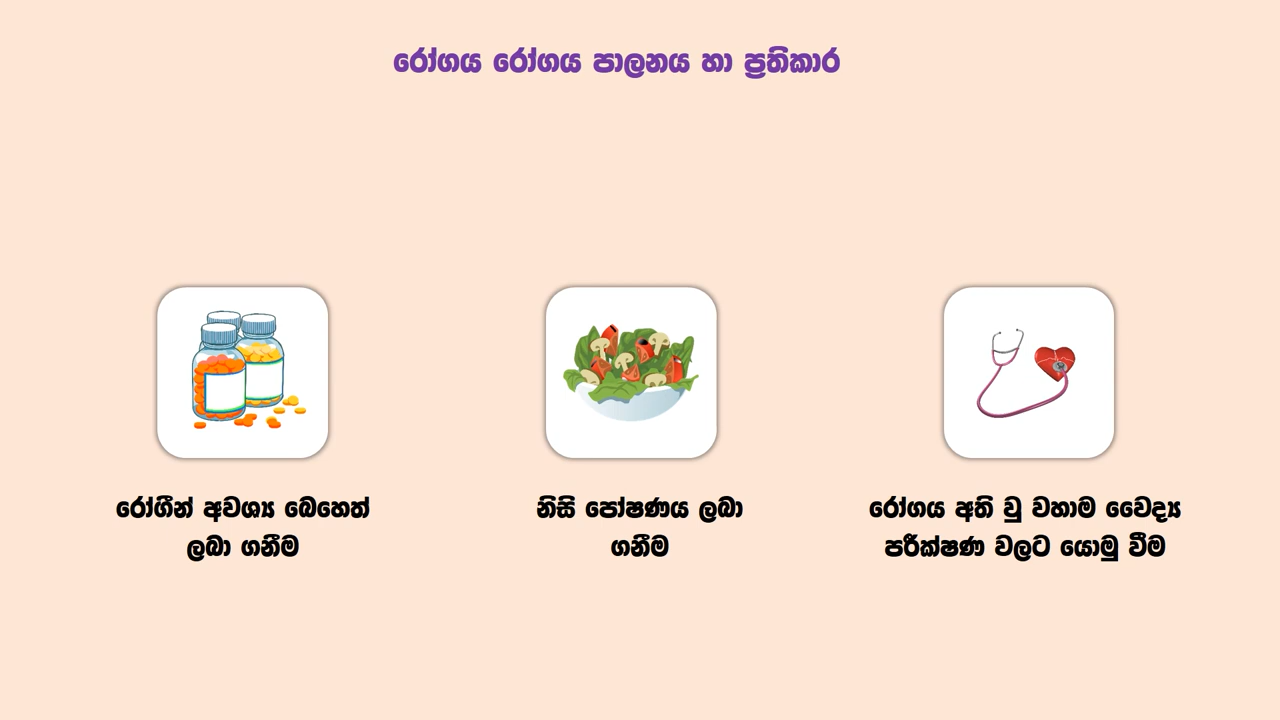 රෝගය රෝගය පාලනය හා ප්‍රතිකාර
රෝගීන් අවශ්‍ය බෙහෙත්
ලබා ගනීම
නිසි පෝෂණය ලබා
ගනීම
රෝගය අති වු වහාම වෛද්‍ය
පරීක්ෂණ වලට යොමු වීම